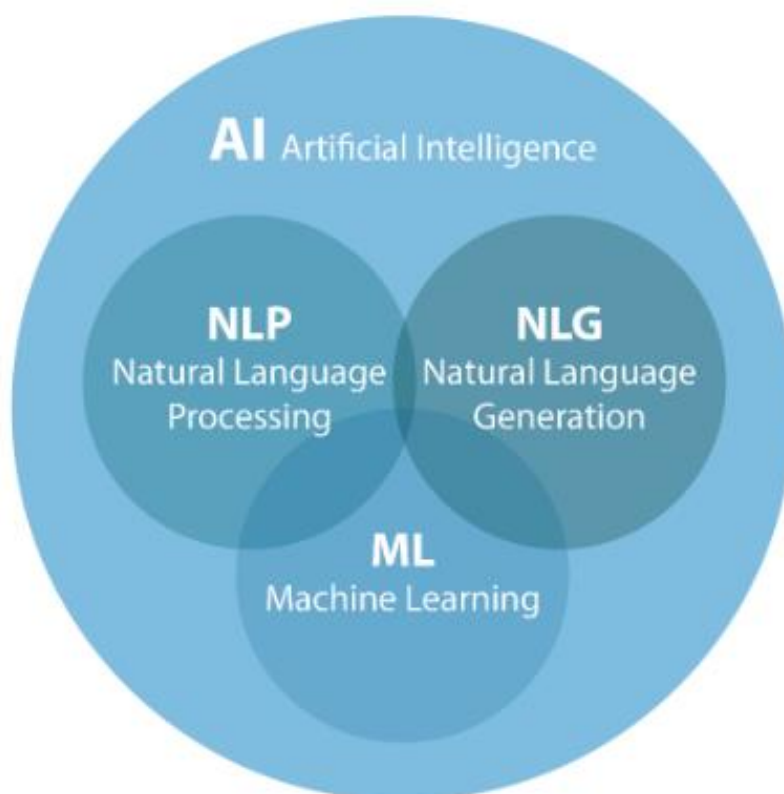 AI Artificial Intelligence
NLP
Natural Language
Processing
NLG
Natural Language
Generation
ML
Machine Learning